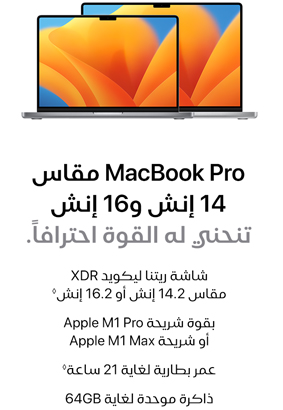 MacBook Pro مقاس
14 إنش و16 إنش
تنحني له القوة احترافاً.
شاشة ريتنا ليكويد XDR
مقاس 14.2 إنش أو 16.2 إنش◊
بقوة شريحة Apple M1 Pro
أو شريحة Apple M1 Max
عمر بطارية لغاية 21 ساعة◊
ذاكرة موحدة لغاية 64GB